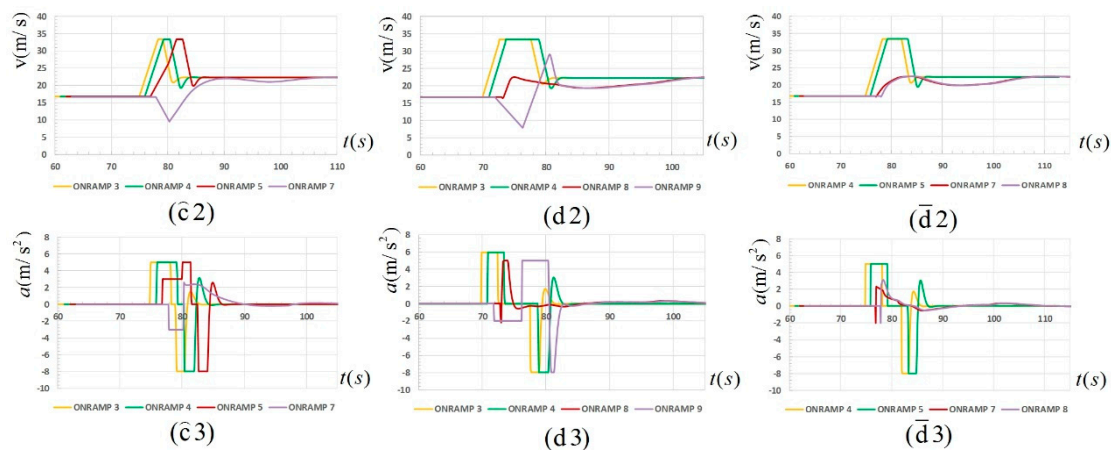 v(m/s)
40
35
30
25
20
15
10
5
0
60 70 80 90 100 110
t(s)
ONRAMP 3 ONRAMP 4 ONRAMP 5 ONRAMP 7
(c̄2)
v(m/s)
40
35
30
25
20
15
10
5
0
60 70 80 90 100
t(s)
ONRAMP 3 ONRAMP 4 ONRAMP 8 ONRAMP 9
(d2)
v(m/s)
40
35
30
25
20
15
10
5
0
60 70 80 90 100 110
t(s)
ONRAMP 4 ONRAMP 5 ONRAMP 7 ONRAMP 8
(d̄2)
a(m/s²)
8
6
4
2
0
-2
-4
-6
-8
-10
60 70 80 90 100
t(s)
ONRAMP 3 ONRAMP 4 ONRAMP 5 ONRAMP 7
(c̄3)
a(m/s²)
8
6
4
2
0
-2
-4
-6
-8
-10
60 70 80 90 100
t(s)
ONRAMP 3 ONRAMP 4 ONRAMP 8 ONRAMP 9
(d3)
a(m/s²)
8
6
4
2
0
-2
-4
-6
-8
-10
60 70 80 90 100 110
t(s)
ONRAMP 4 ONRAMP 5 ONRAMP 7 ONRAMP 8
(d̄3)